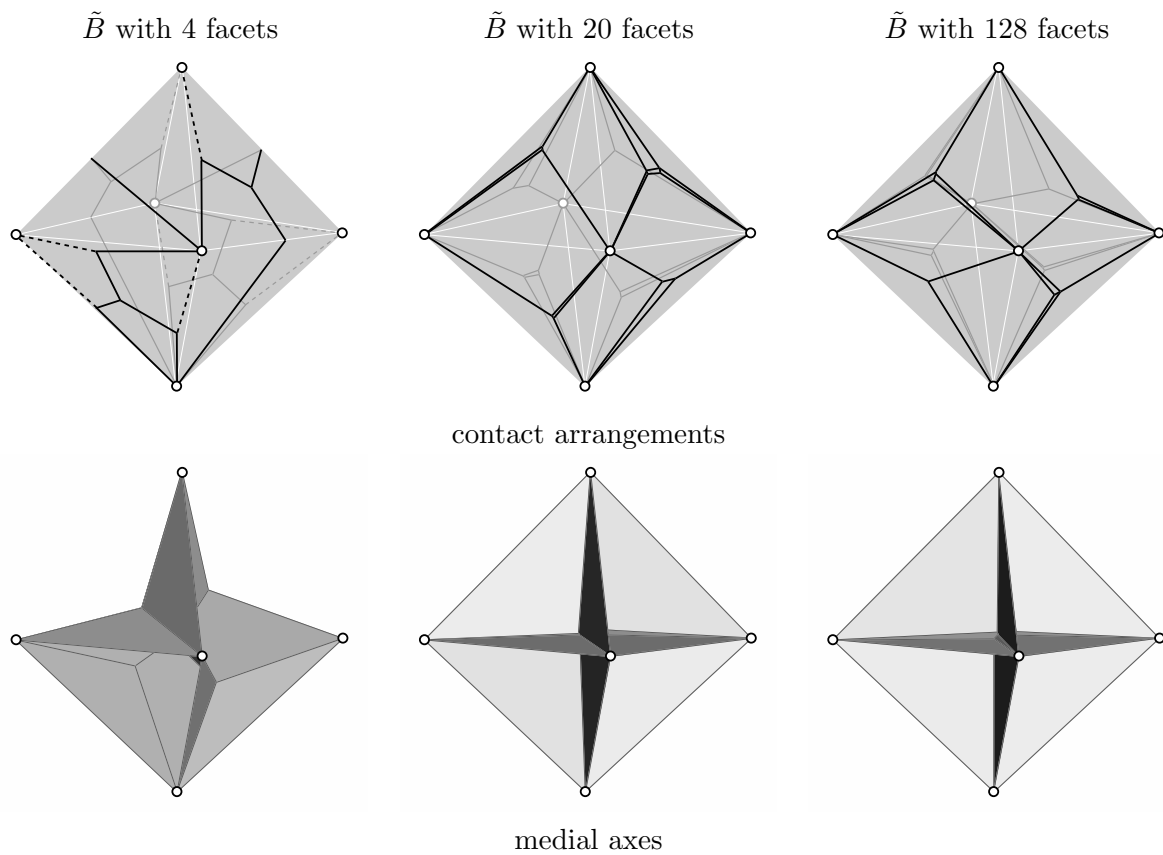 B̃ with 4 facets
B̃ with 20 facets
B̃ with 128 facets
contact arrangements
medial axes